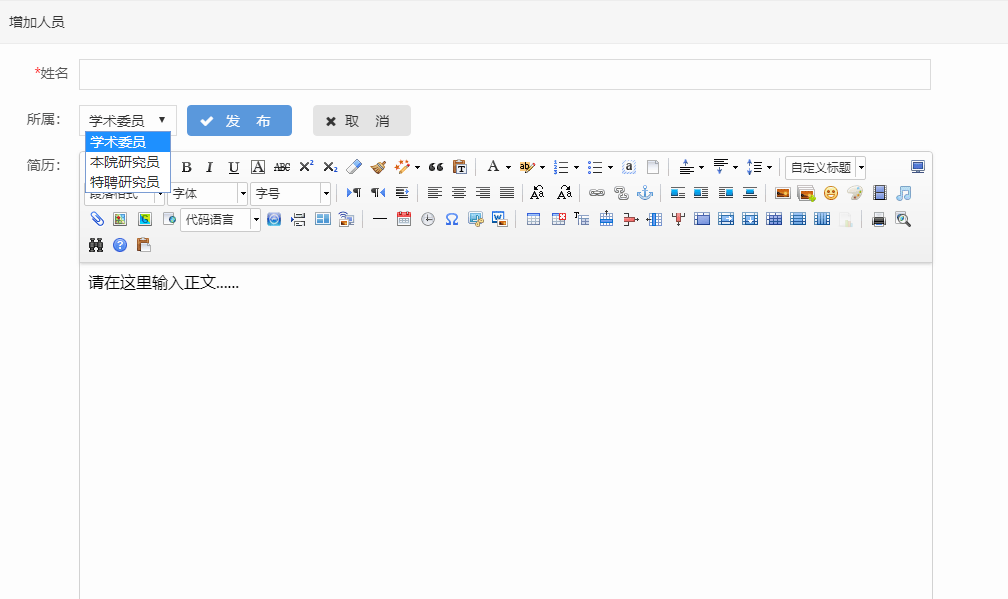 增加人员
*姓名
所属： 学术委员 发 布 取 消
学术委员
本院研究员
特聘研究员
简历：
自定义标题
段落格式 字体 字号
代码语言
请在这里输入正文......